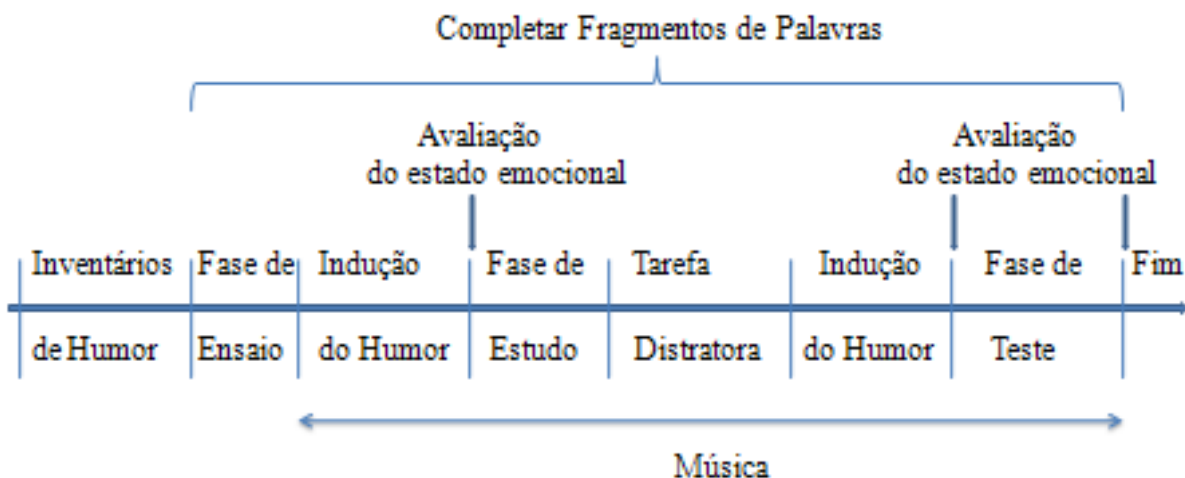 Completar Fragmentos de Palavras
Avaliação
do estado emocional
Avaliação
do estado emocional
Inventários
de Humor
Fase de
Ensaio
Indução
do Humor
Fase de
Estudo
Tarefa
Distratora
Indução
do Humor
Fase de
Teste
Fim
Música